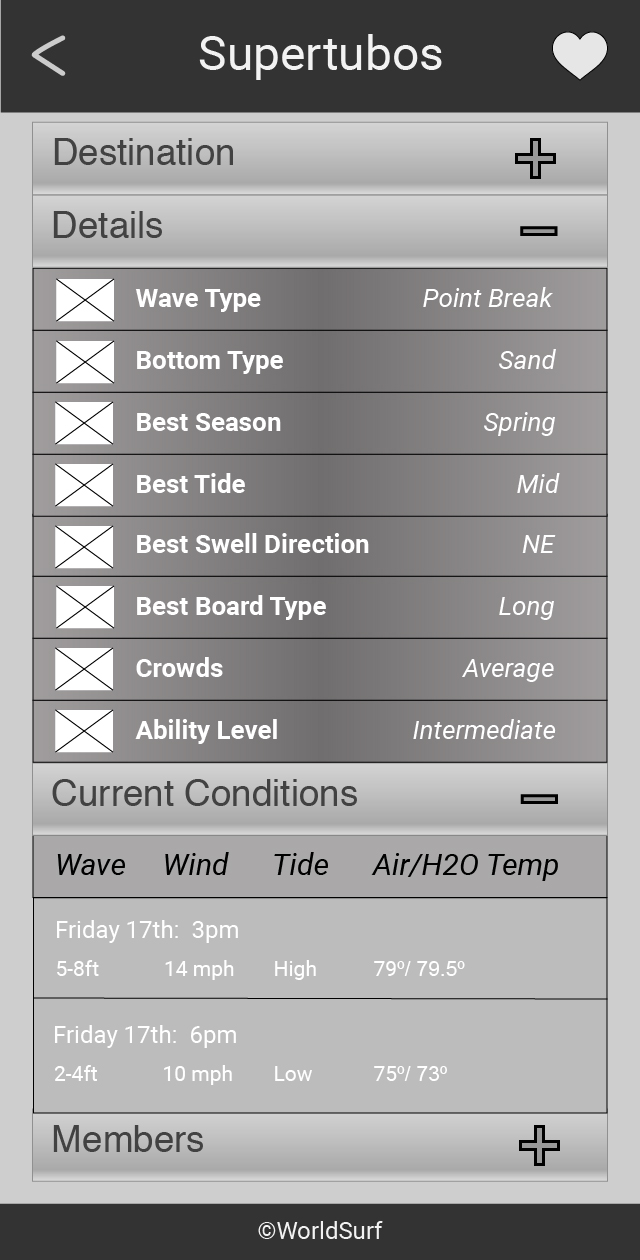 Supertubos
Destination
Details
Wave Type Point Break
Bottom Type Sand
Best Season Spring
Best Tide Mid
Best Swell Direction NE
Best Board Type Long
Crowds Average
Ability Level Intermediate
Current Conditions
Wave Wind Tide Air/H2O Temp
Friday 17th: 3pm
5-8ft 14 mph High 79º/ 79.5º
Friday 17th: 6pm
2-4ft 10 mph Low 75º/ 73º
Members
©WorldSurf